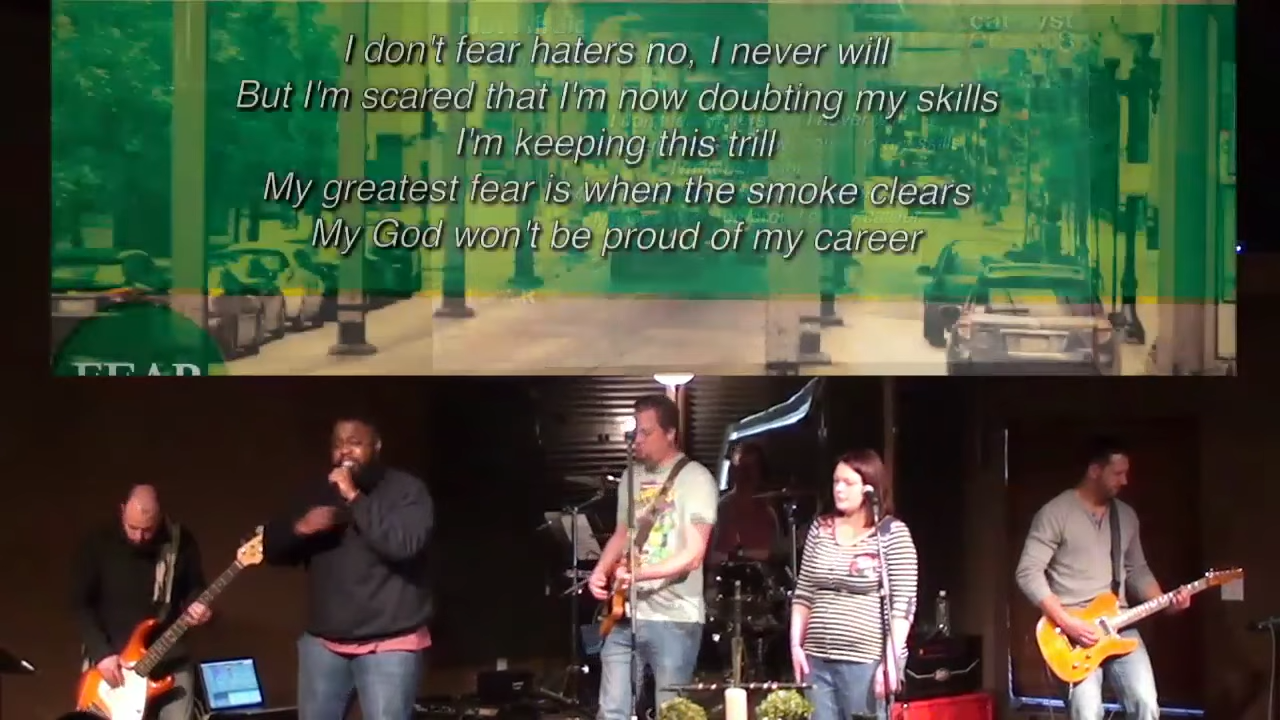 I don't fear haters no, I never will
But I'm scared that I'm now doubting my skills
I'm keeping this trill
My greatest fear is when the smoke clears
My God won't be proud of my career
FEAR